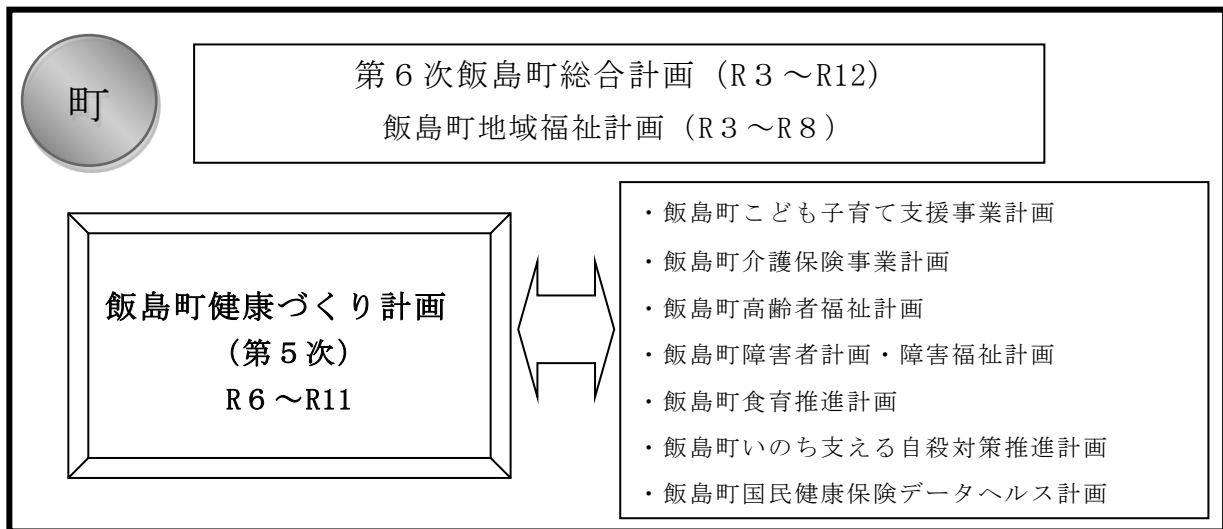 町
第６次飯島町総合計画（R３～R12）
飯島町地域福祉計画（R３～R８）
飯島町健康づくり計画
（第５次）
R６～R11
・飯島町こども子育て支援事業計画
・飯島町介護保険事業計画
・飯島町高齢者福祉計画
・飯島町障害者計画・障害福祉計画
・飯島町食育推進計画
・飯島町いのち支える自殺対策推進計画
・飯島町国民健康保険データヘルス計画